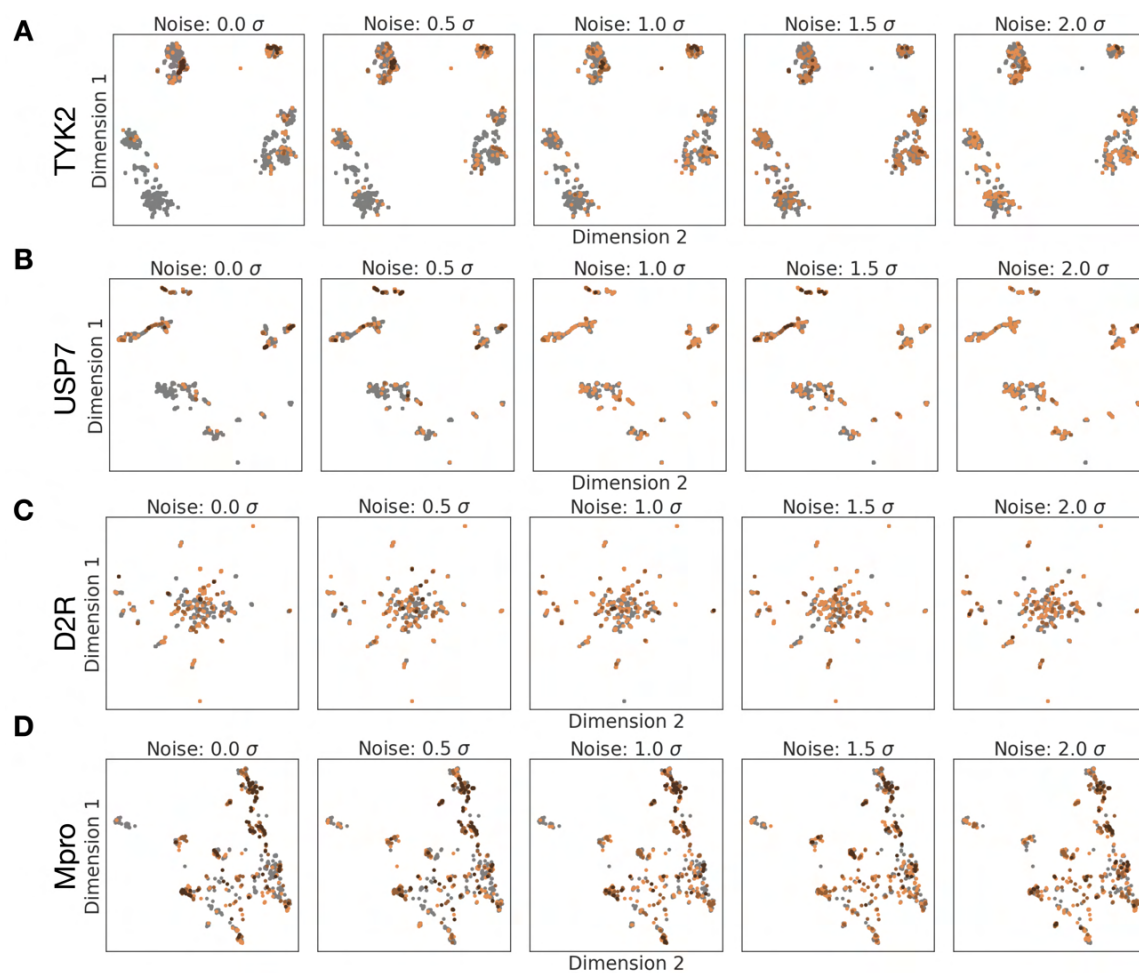 A
Noise: 0.0 σ
Noise: 0.5 σ
Noise: 1.0 σ
Noise: 1.5 σ
Noise: 2.0 σ
TYK2
Dimension 1
Dimension 2
B
Noise: 0.0 σ
Noise: 0.5 σ
Noise: 1.0 σ
Noise: 1.5 σ
Noise: 2.0 σ
USP7
Dimension 1
Dimension 2
C
Noise: 0.0 σ
Noise: 0.5 σ
Noise: 1.0 σ
Noise: 1.5 σ
Noise: 2.0 σ
D2R
Dimension 1
Dimension 2
D
Noise: 0.0 σ
Noise: 0.5 σ
Noise: 1.0 σ
Noise: 1.5 σ
Noise: 2.0 σ
Mpro
Dimension 1
Dimension 2